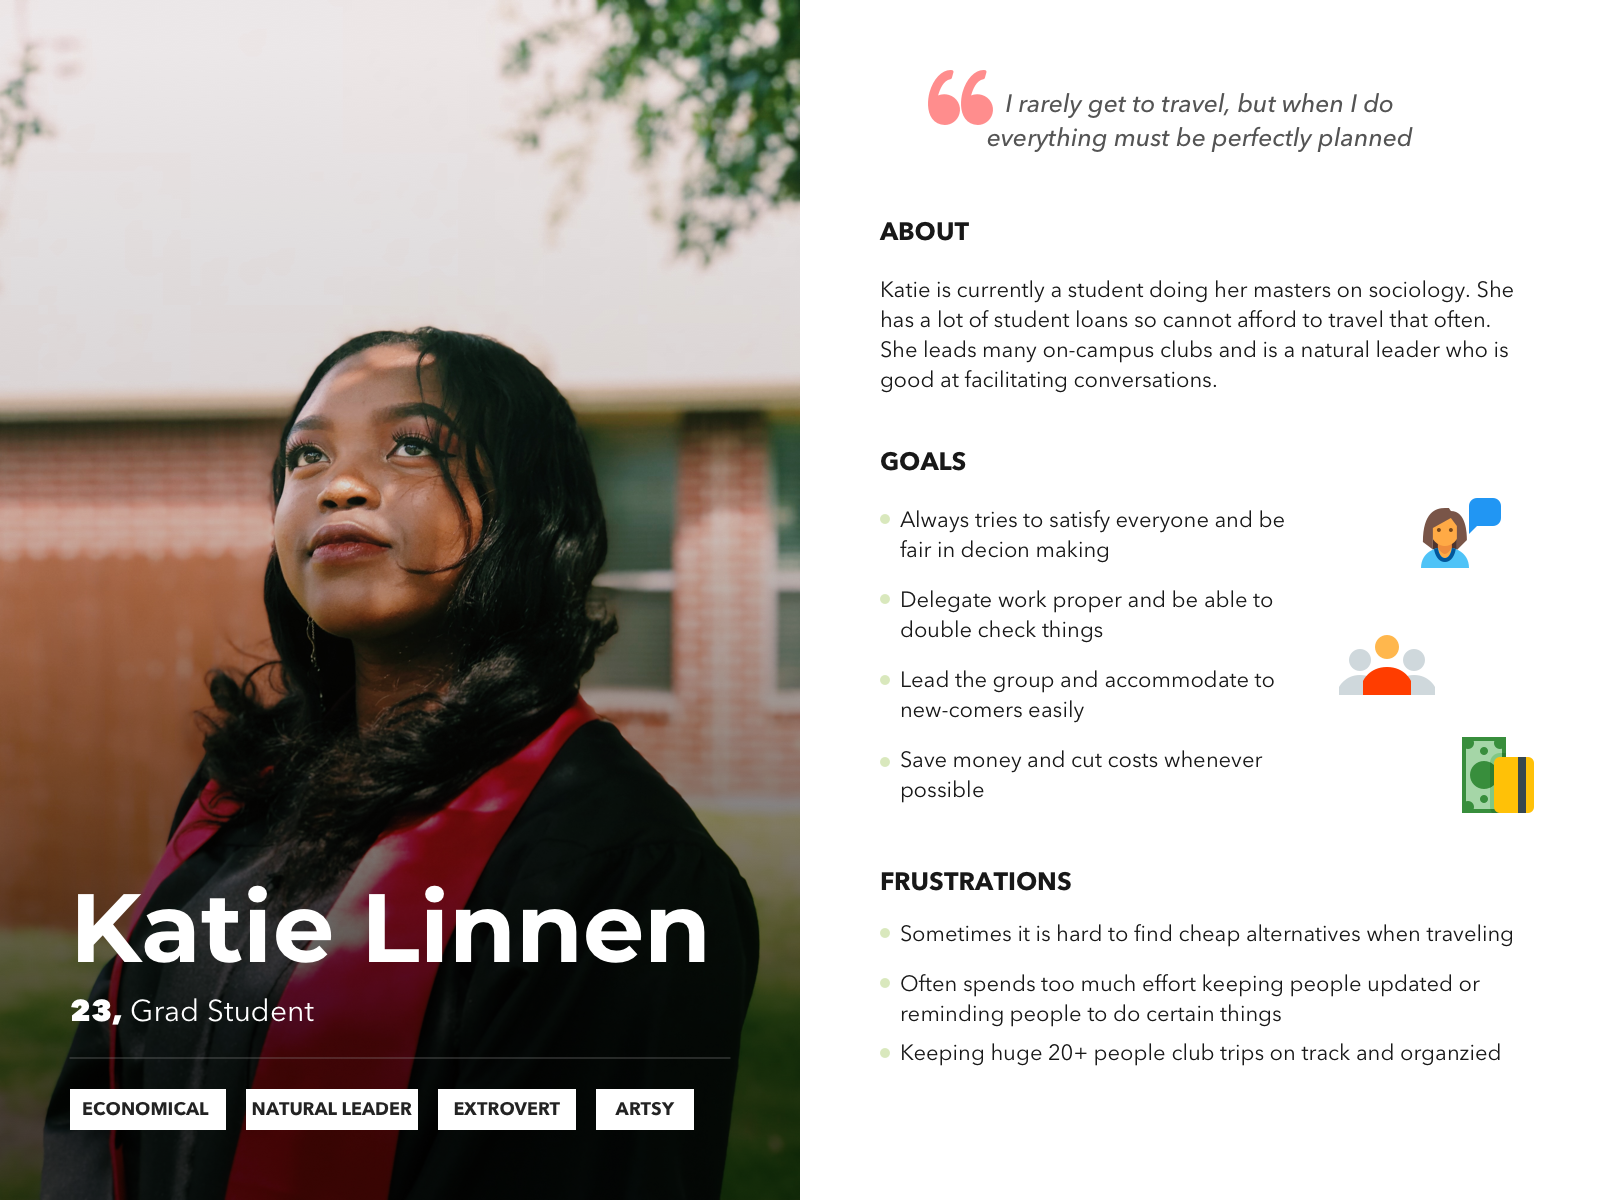 Katie Linnen
23, Grad Student
ECONOMICAL
NATURAL LEADER
EXTROVERT
ARTSY
I rarely get to travel, but when I do
everything must be perfectly planned
ABOUT
Katie is currently a student doing her masters on sociology. She
has a lot of student loans so cannot afford to travel that often.
She leads many on-campus clubs and is a natural leader who is
good at facilitating conversations.
GOALS
Always tries to satisfy everyone and be
fair in decion making
Delegate work proper and be able to
double check things
Lead the group and accommodate to
new-comers easily
Save money and cut costs whenever
possible
FRUSTRATIONS
Sometimes it is hard to find cheap alternatives when traveling
Often spends too much effort keeping people updated or
reminding people to do certain things
Keeping huge 20+ people club trips on track and organzied